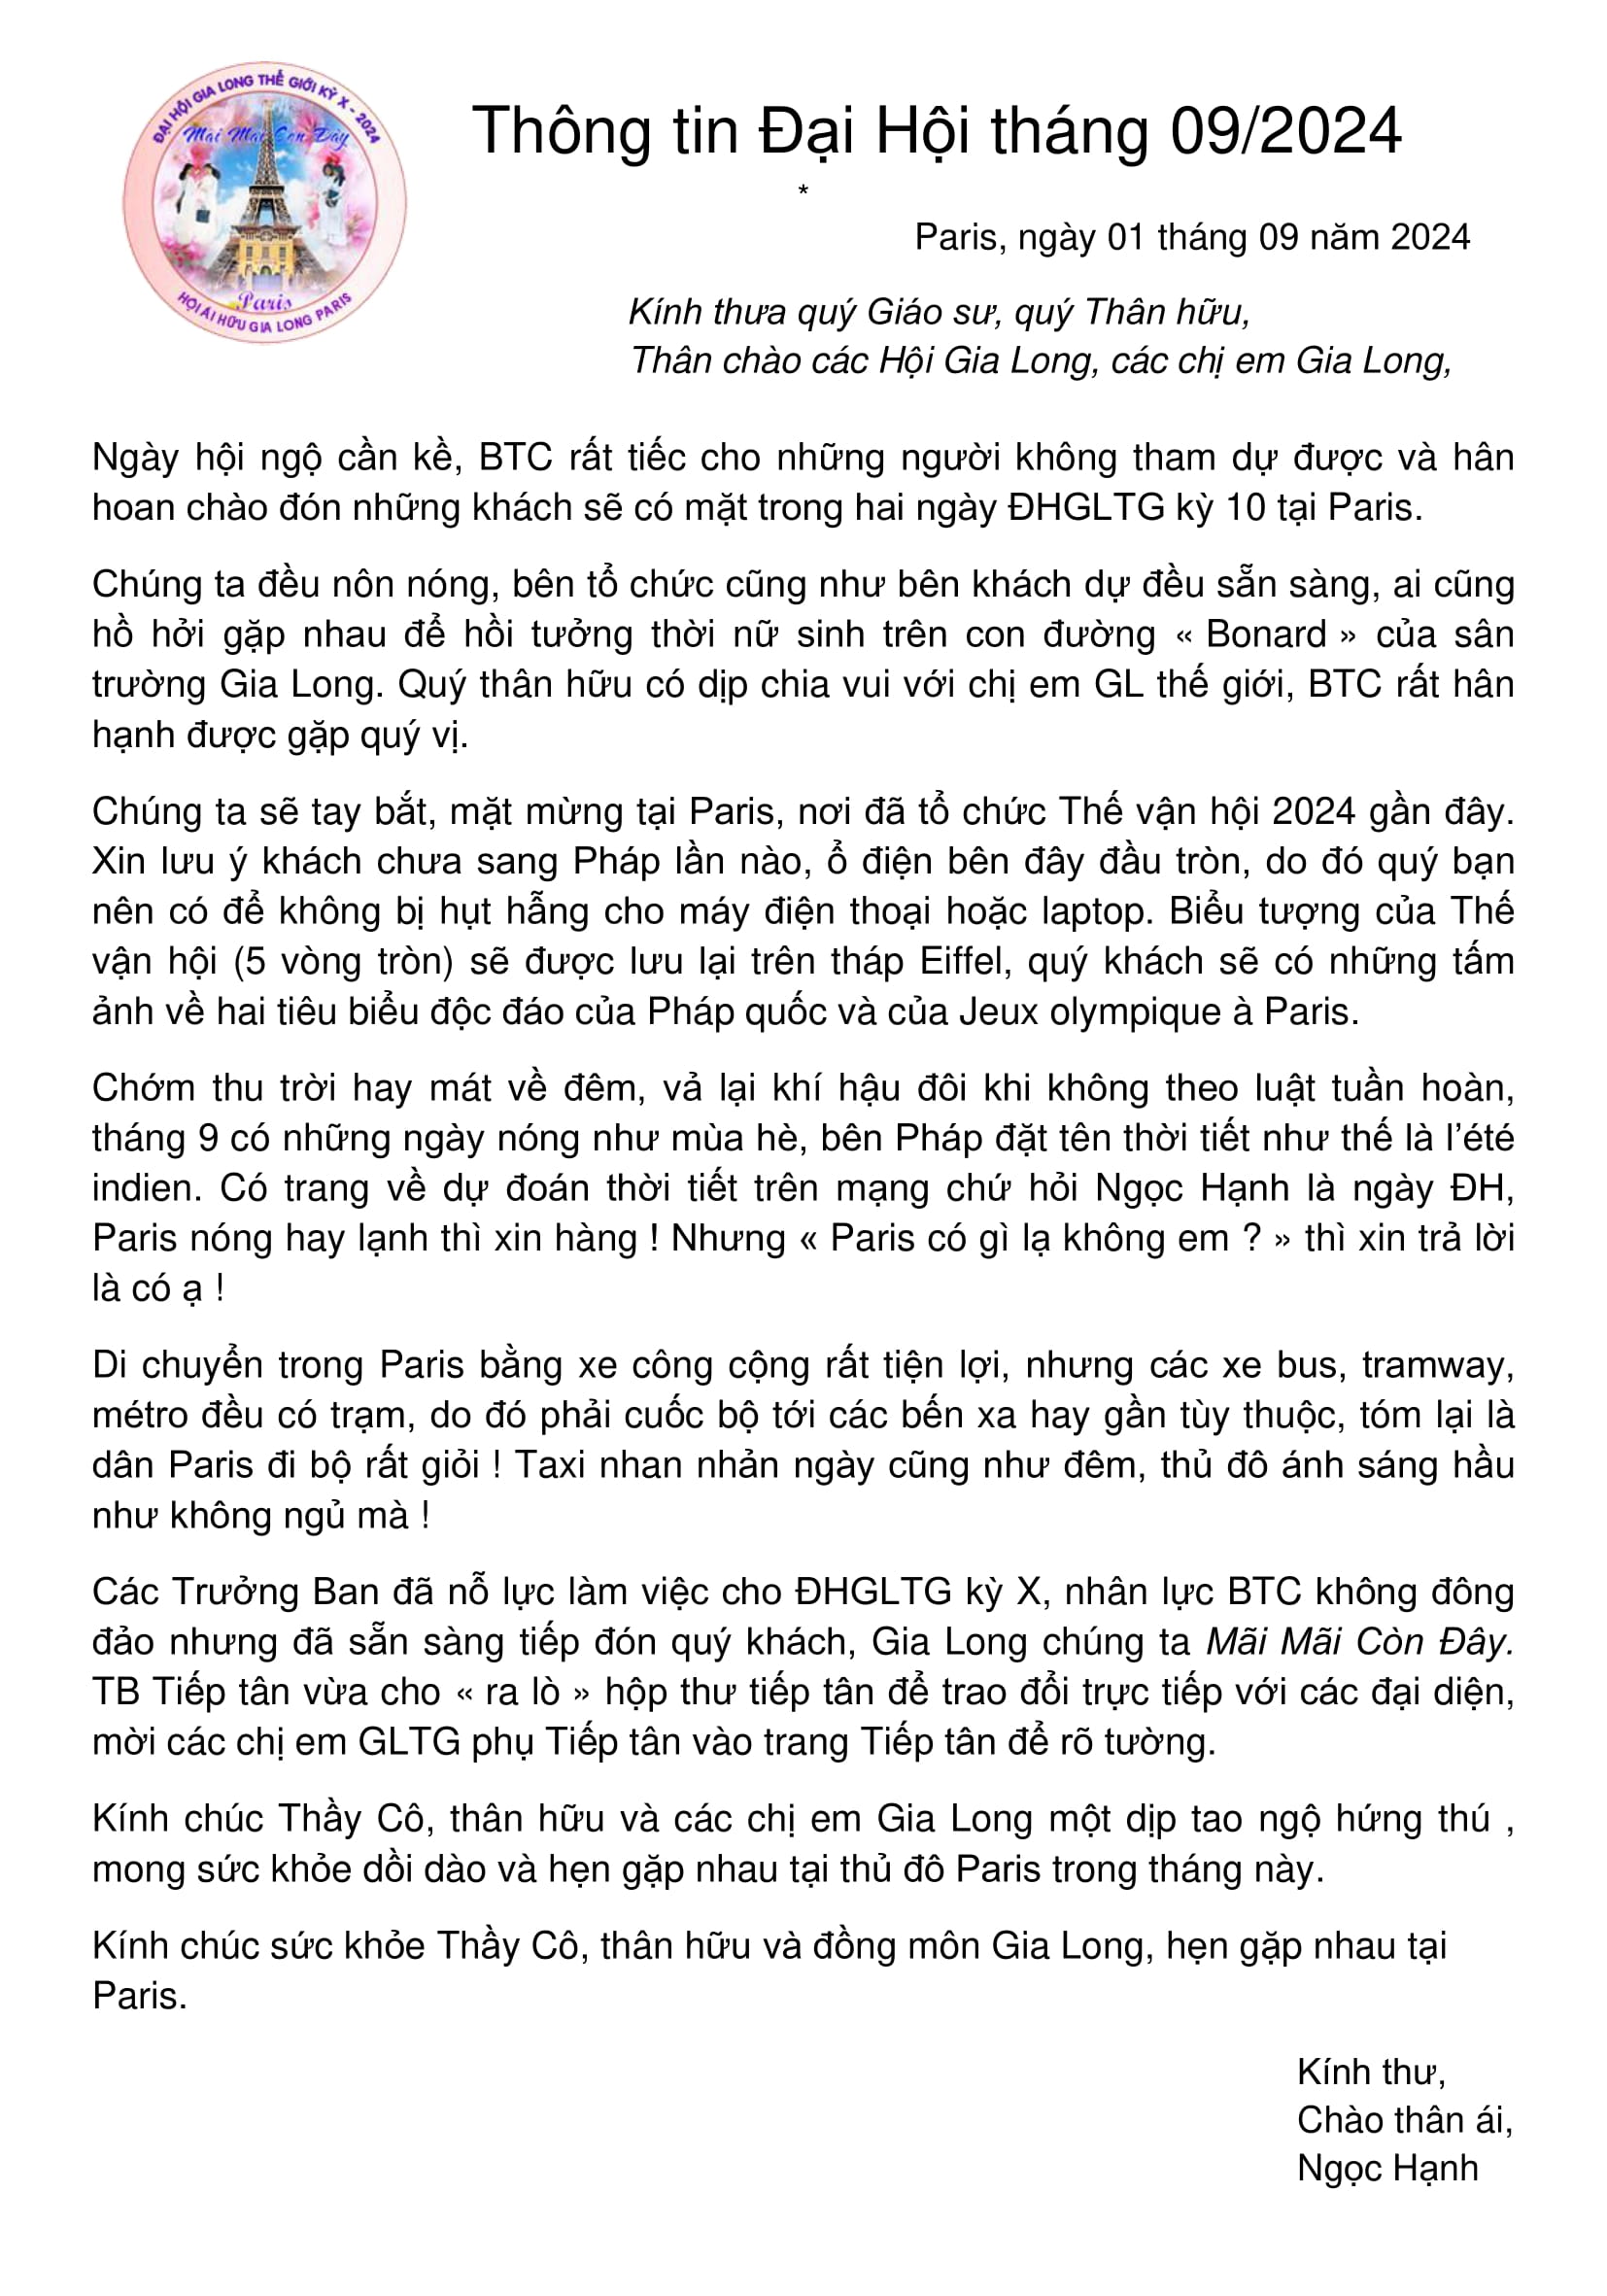 ĐẠI HỘI GIA LONG THẾ GIỚI KỲ X - 2024
Mãi Mãi Còn Đây
Paris
HỘI ÁI HỮU GIA LONG PARIS
Thông tin Đại Hội tháng 09/2024
*
Paris, ngày 01 tháng 09 năm 2024
Kính thưa quý Giáo sư, quý Thân hữu,
Thân chào các Hội Gia Long, các chị em Gia Long,
Ngày hội ngộ cần kề, BTC rất tiếc cho những người không tham dự được và hân
hoan chào đón những khách sẽ có mặt trong hai ngày ĐHGLTG kỳ 10 tại Paris.
Chúng ta đều nôn nóng, bên tổ chức cũng như bên khách dự đều sẵn sàng, ai cũng
hồ hởi gặp nhau để hồi tưởng thời nữ sinh trên con đường « Bonard » của sân
trường Gia Long. Quý thân hữu có dịp chia vui với chị em GL thế giới, BTC rất hân
hạnh được gặp quý vị.
Chúng ta sẽ tay bắt, mặt mừng tại Paris, nơi đã tổ chức Thế vận hội 2024 gần đây.
Xin lưu ý khách chưa sang Pháp lần nào, ổ điện bên đây đầu tròn, do đó quý bạn
nên có để không bị hụt hẫng cho máy điện thoại hoặc laptop. Biểu tượng của Thế
vận hội (5 vòng tròn) sẽ được lưu lại trên tháp Eiffel, quý khách sẽ có những tấm
ảnh về hai tiêu biểu độc đáo của Pháp quốc và của Jeux olympique à Paris.
Chớm thu trời hay mát về đêm, vả lại khí hậu đôi khi không theo luật tuần hoàn,
tháng 9 có những ngày nóng như mùa hè, bên Pháp đặt tên thời tiết như thế là l’été
indien. Có trang về dự đoán thời tiết trên mạng chứ hỏi Ngọc Hạnh là ngày ĐH,
Paris nóng hay lạnh thì xin hàng ! Nhưng « Paris có gì lạ không em ? » thì xin trả lời
là có ạ !
Di chuyển trong Paris bằng xe công cộng rất tiện lợi, nhưng các xe bus, tramway,
métro đều có trạm, do đó phải cuốc bộ tới các bến xa hay gần tùy thuộc, tóm lại là
dân Paris đi bộ rất giỏi ! Taxi nhan nhản ngày cũng như đêm, thủ đô ánh sáng hầu
như không ngủ mà !
Các Trưởng Ban đã nỗ lực làm việc cho ĐHGLTG kỳ X, nhân lực BTC không đông
đảo nhưng đã sẵn sàng tiếp đón quý khách, Gia Long chúng ta Mãi Mãi Còn Đây.
TB Tiếp tân vừa cho « ra lò » hộp thư tiếp tân để trao đổi trực tiếp với các đại diện,
mời các chị em GLTG phụ Tiếp tân vào trang Tiếp tân để rõ tường.
Kính chúc Thầy Cô, thân hữu và các chị em Gia Long một dịp tao ngộ hứng thú ,
mong sức khỏe dồi dào và hẹn gặp nhau tại thủ đô Paris trong tháng này.
Kính chúc sức khỏe Thầy Cô, thân hữu và đồng môn Gia Long, hẹn gặp nhau tại
Paris.
Kính thư,
Chào thân ái,
Ngọc Hạnh